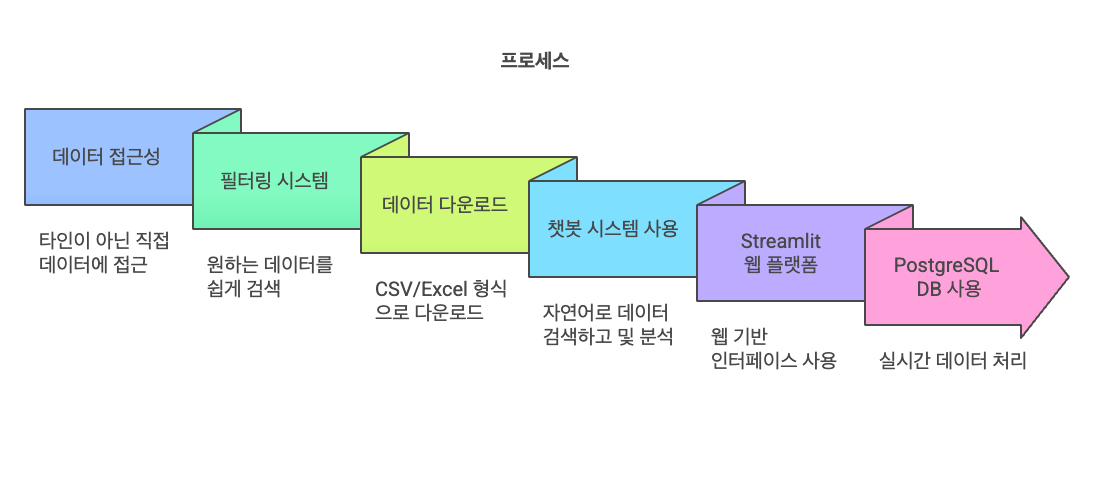 프로세스
데이터 접근성
타인이 아닌 직접
데이터에 접근
필터링 시스템
원하는 데이터를
쉽게 검색
데이터 다운로드
CSV/Excel 형식
으로 다운로드
챗봇 시스템 사용
자연어로 데이터
검색하고 및 분석
Streamlit
웹 플랫폼
웹 기반
인터페이스 사용
PostgreSQL
DB 사용
실시간 데이터 처리